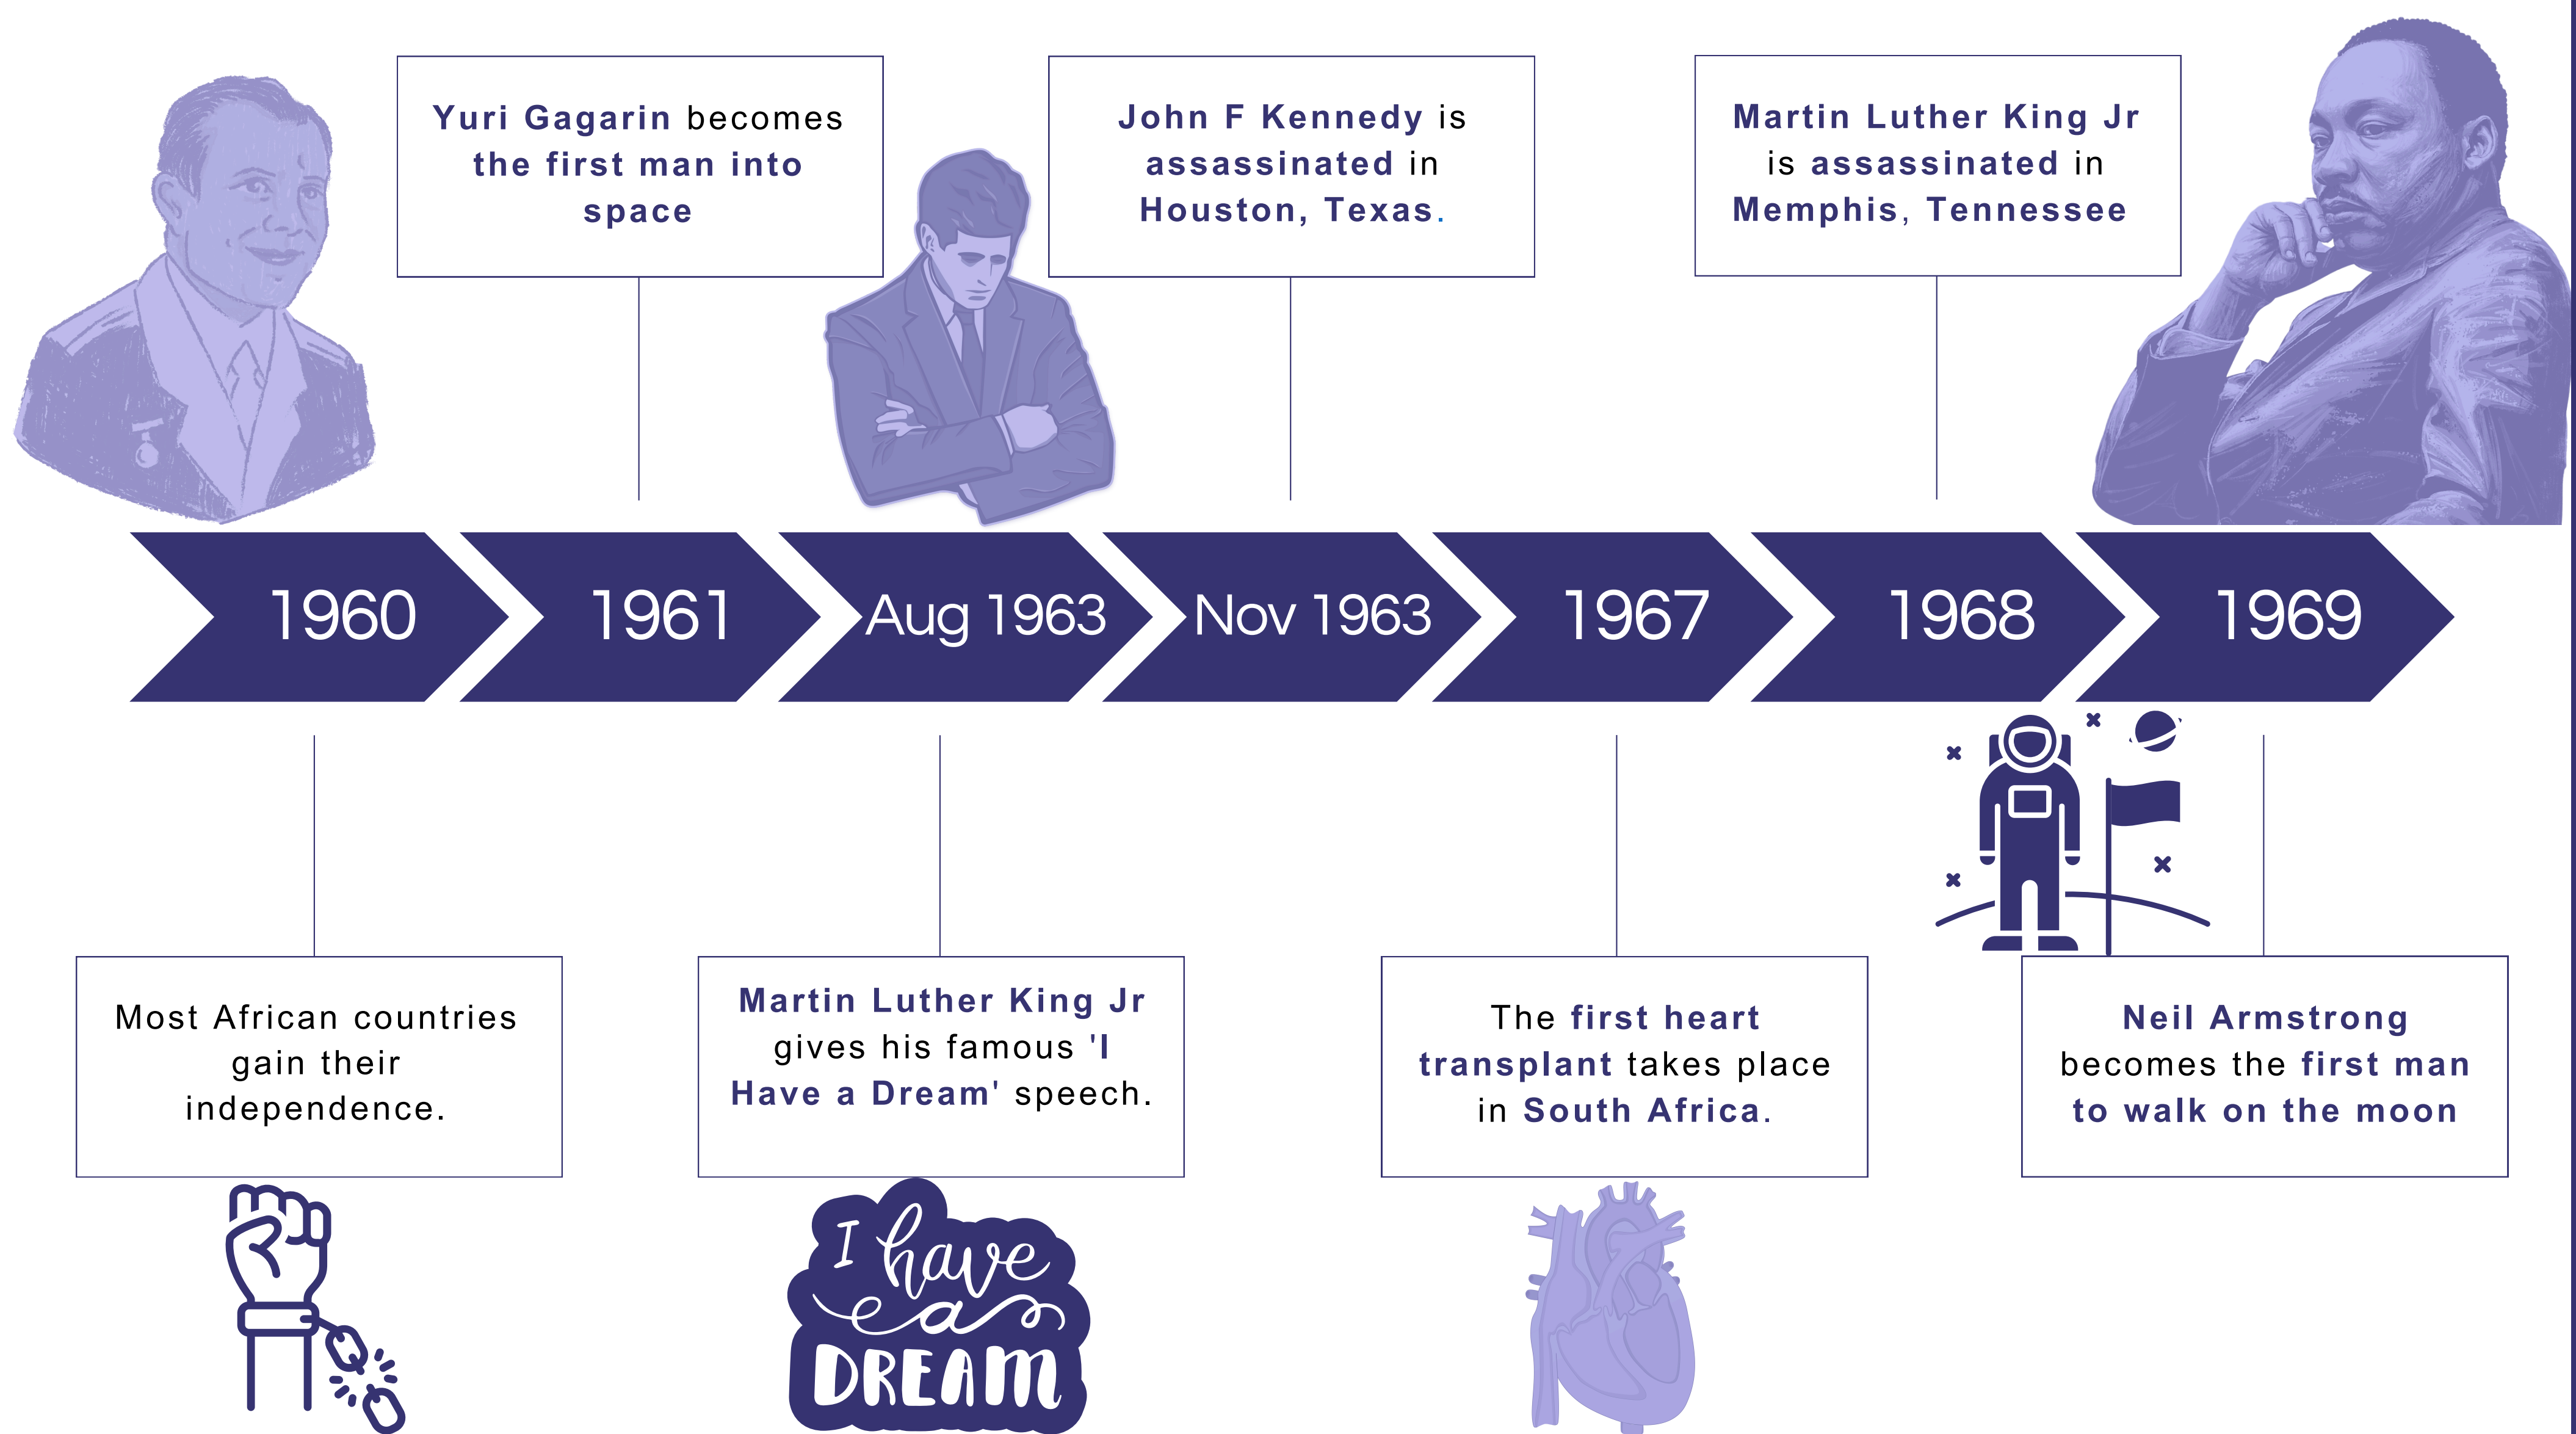 Yuri Gagarin becomes
the first man into
space
John F Kennedy is
assassinated in
Houston, Texas.
Martin Luther King Jr
is assassinated in
Memphis, Tennessee
1960
1961
Aug 1963
Nov 1963
1967
1968
1969
Most African countries
gain their
independence.
Martin Luther King Jr
gives his famous 'I
Have a Dream' speech.
The first heart
transplant takes place
in South Africa.
Neil Armstrong
becomes the first man
to walk on the moon
I have
a
DREAM